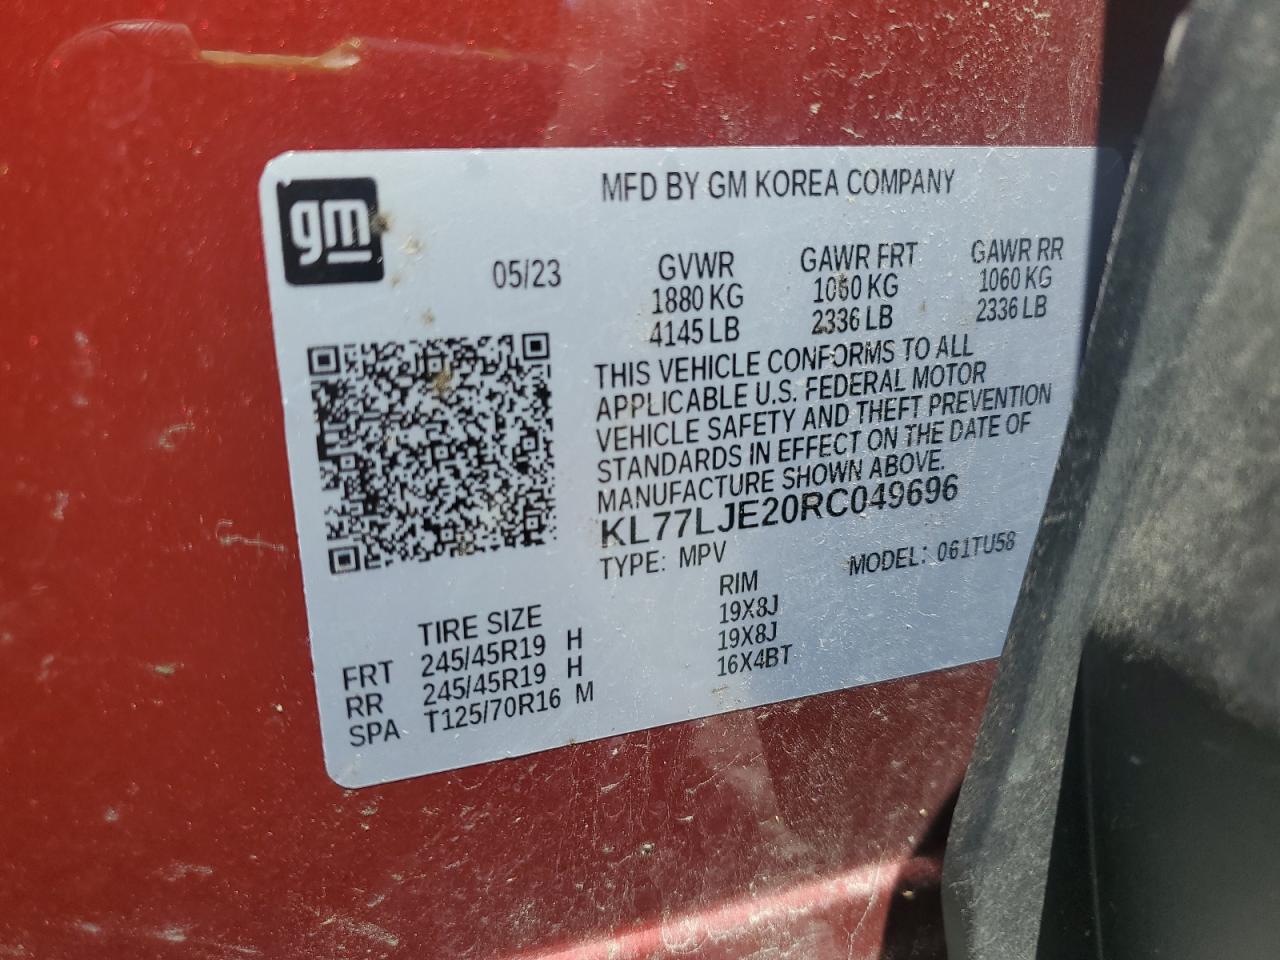 gm
MFD BY GM KOREA COMPANY
05/23
GVWR GAWR FRT GAWR RR
1880 KG 1060 KG 1060 KG
4145 LB 2336 LB 2336 LB
THIS VEHICLE CONFORMS TO ALL
APPLICABLE U.S. FEDERAL MOTOR
VEHICLE SAFETY AND THEFT PREVENTION
STANDARDS IN EFFECT ON THE DATE OF
MANUFACTURE SHOWN ABOVE.
KL77LJE20RC049696
TYPE: MPV MODEL: 061TU58
TIRE SIZE RIM
FRT 245/45R19 H 19X8J
RR 245/45R19 H 19X8J
SPA T125/70R16 M 16X4BT